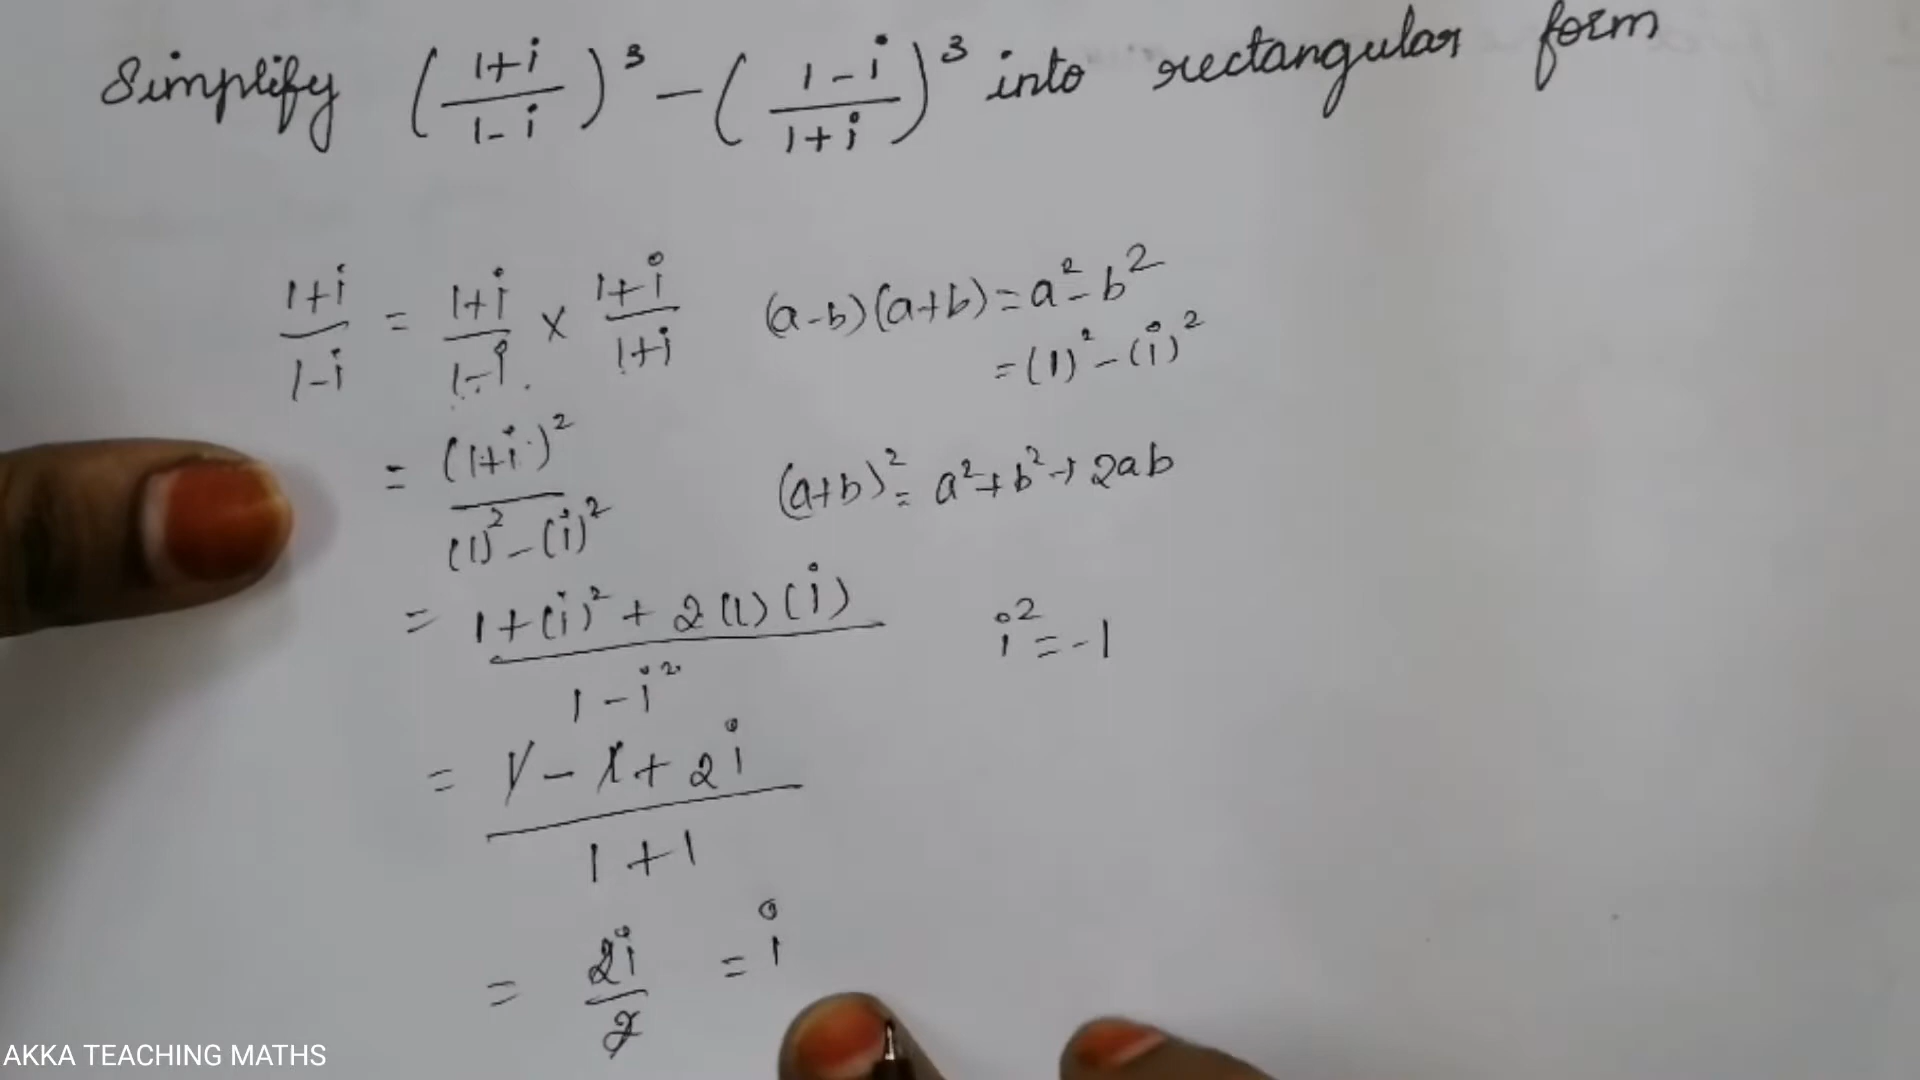 Simplify (1+i/1-i)³ - (1-i/1+i)³ into rectangular form
1+i/1-i = 1+i/1-i × 1+i/1+i
(a-b)(a+b) = a² - b²
= (1)² - (i)²
= (1+i)²/(1)² - (i)²
(a+b)² = a² + b² + 2ab
= 1+(i)² + 2(1)(i)/1 - i²
i² = -1
= 1 - 1 + 2i/1+1
= 2i/2 = i
AKKA TEACHING MATHS